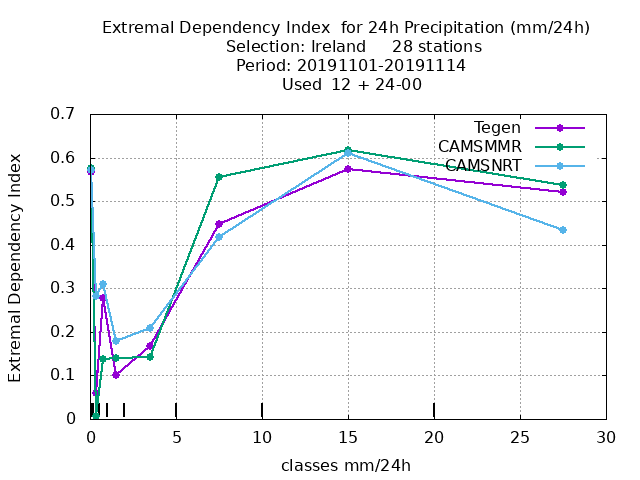 Extremal Dependency Index  for 24h Precipitation (mm/24h)
Selection: Ireland     28 stations
Period: 20191101-20191114
Used  12 + 24-00
Tegen
CAMSMMR
CAMSNRT
Extremal Dependency Index
0.7
0.6
0.5
0.4
0.3
0.2
0.1
0
0 5 10 15 20 25 30
classes mm/24h